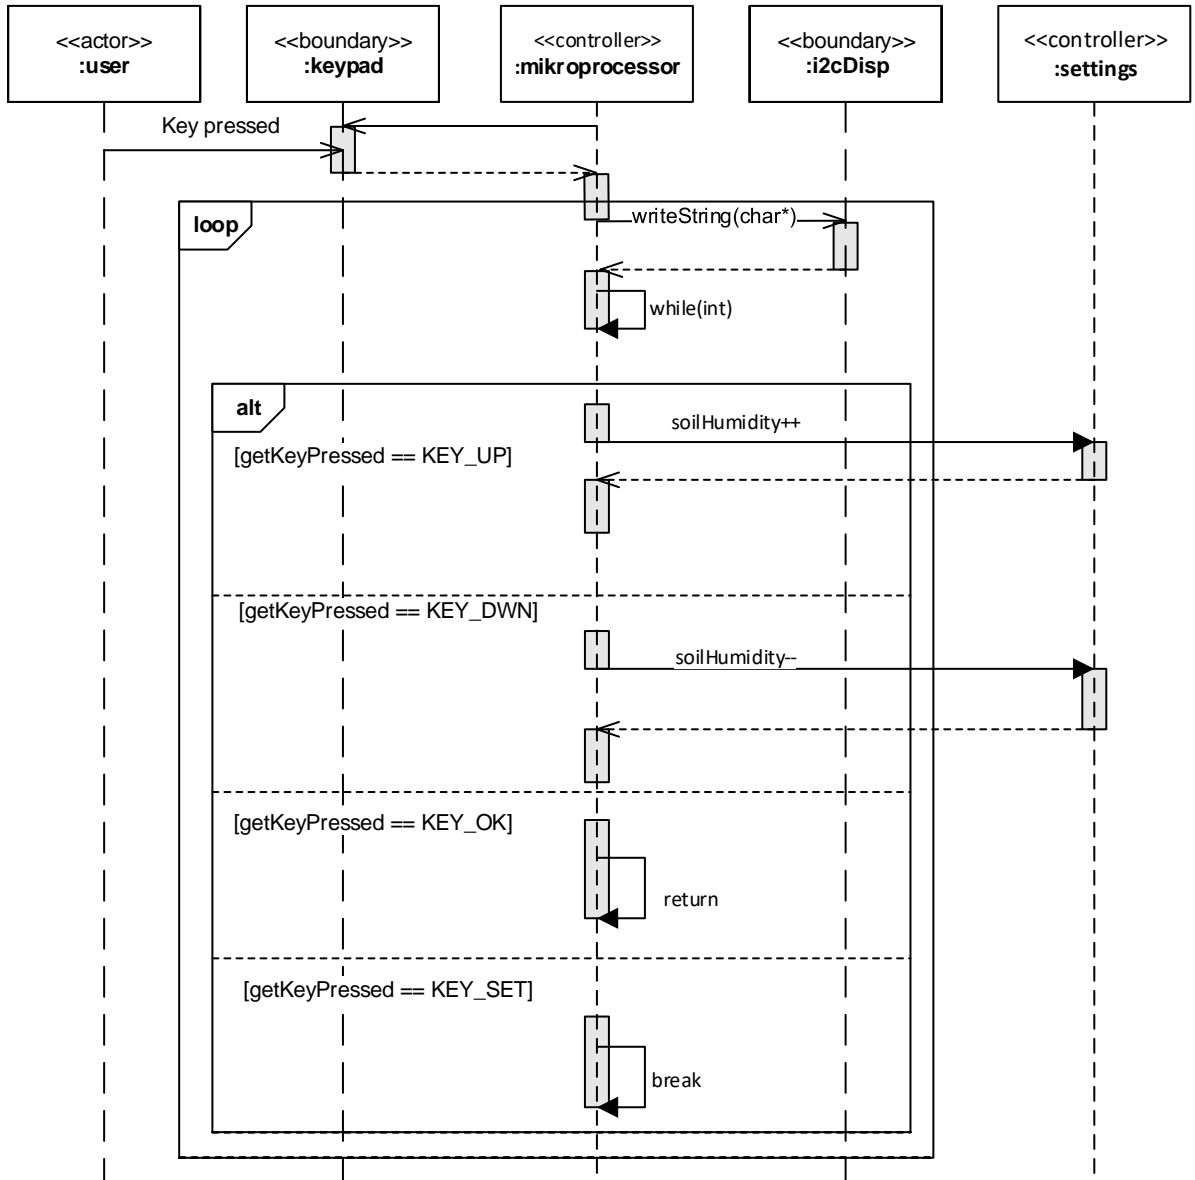 <<actor>>
:user
<<boundary>>
:keypad
<<controller>>
:mikroprocessor
<<boundary>>
:i2cDisp
<<controller>>
:settings
Key pressed
loop
writeString(char*)
while(int)
alt
soilHumidity++
[getKeyPressed == KEY_UP]
[getKeyPressed == KEY_DWN]
soilHumidity--
[getKeyPressed == KEY_OK]
return
[getKeyPressed == KEY_SET]
break